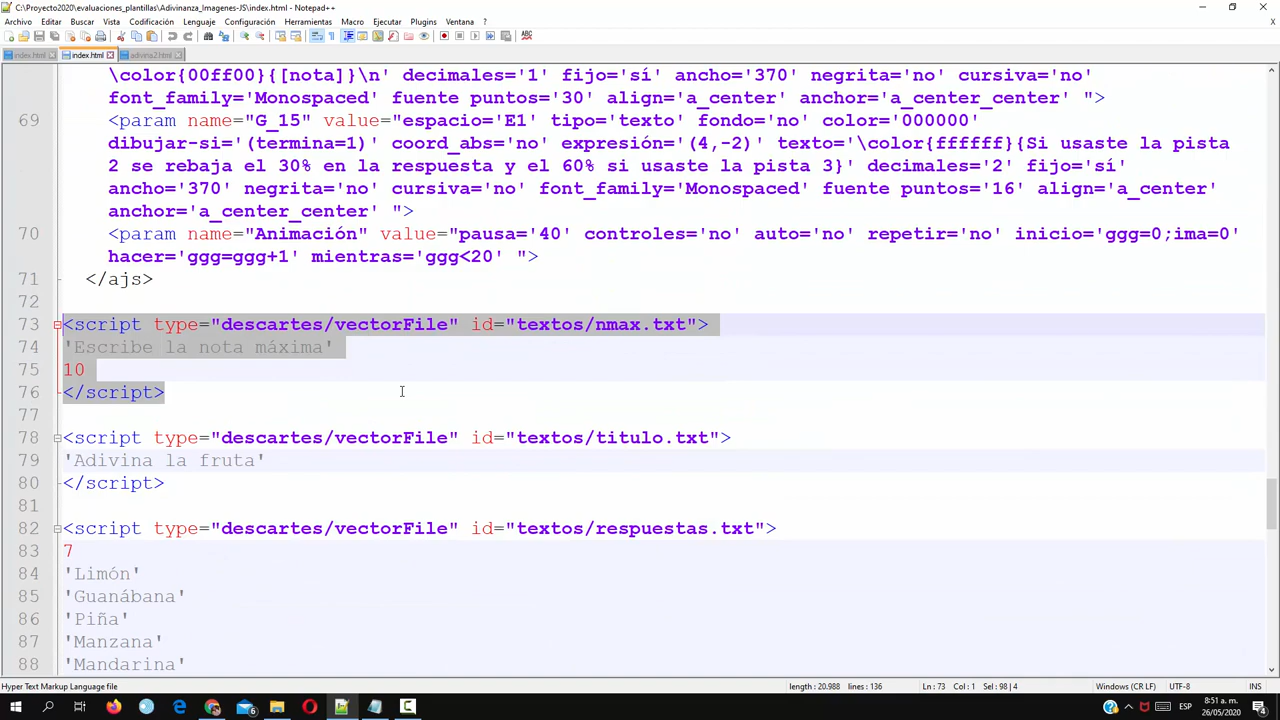 C:\Proyecto2020\evaluaciones_plantillas\Adivinanza_Imagenes-JS\index.html - Notepad++
Archivo Editar Buscar Vista Codificación Lenguaje Configuración Herramientas Macro Ejecutar Plugins Ventana ?
index.html index.html adivina2.html
\color{00ff00}{[nota]}\n' decimales='1' fijo='sí' ancho='370' negrita='no' cursiva='no'
font_family='Monospaced' fuente puntos='30' align='a_center' anchor='a_center_center' ">
69 <param name="G_15" value="espacio='E1' tipo='texto' fondo='no' color='000000'
dibujar-si='(termina=1)' coord_abs='no' expresión='(4,-2)' texto='\color{ffffff}{Si usaste la pista
2 se rebaja el 30% en la respuesta y el 60% si usaste la pista 3}' decimales='2' fijo='sí'
ancho='370' negrita='no' cursiva='no' font_family='Monospaced' fuente puntos='16' align='a_center'
anchor='a_center_center' ">
70 <param name="Animación" value="pausa='40' controles='no' auto='no' repetir='no' inicio='ggg=0;ima=0'
hacer='ggg=ggg+1' mientras='ggg<20' ">
71 </ajs>
72
73 <script type="descartes/vectorFile" id="textos/nmax.txt">
74 'Escribe la nota máxima'
75 10
76 </script>
77
78 <script type="descartes/vectorFile" id="textos/titulo.txt">
79 'Adivina la fruta'
80 </script>
81
82 <script type="descartes/vectorFile" id="textos/respuestas.txt">
83 7
84 'Limón'
85 'Guanábana'
86 'Piña'
87 'Manzana'
88 'Mandarina'
Hyper Text Markup Language file length : 20.988 lines : 136 Ln : 73 Col : 1 Sel : 98 | 4 Windows (CR LF) UTF-8 INS
ESP 8:51 a. m.
26/05/2020